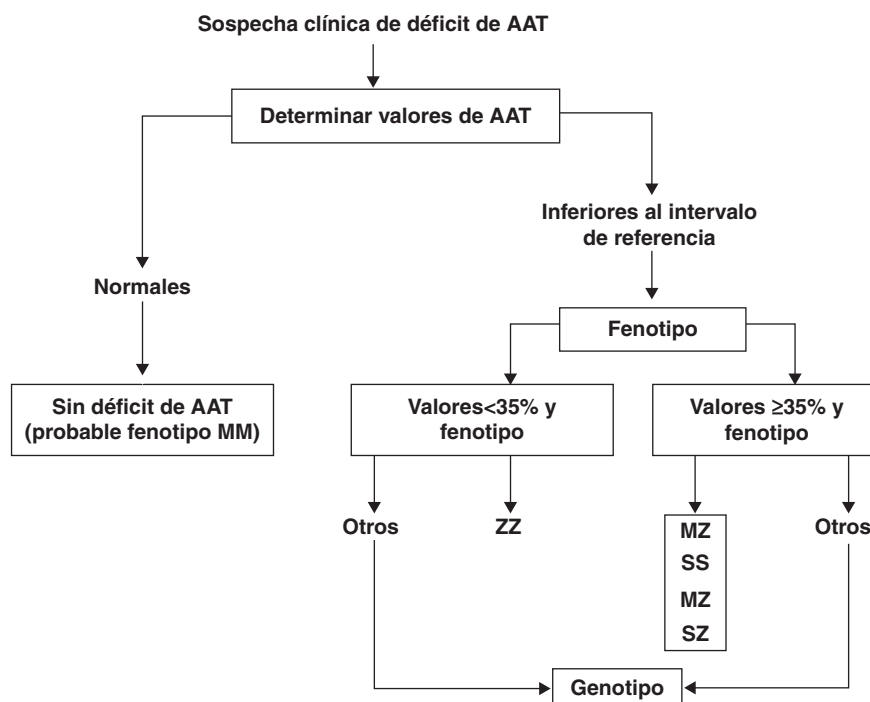 Sospecha clínica de déficit de AAT
Determinar valores de AAT
Inferiores al intervalo
de referencia
Normales
Fenotipo
Sin déficit de AAT
(probable fenotipo MM)
Valores<35% y
fenotipo
Valores ≥35% y
fenotipo
Otros
ZZ
MZ
SS
MZ
SZ
Otros
Genotipo